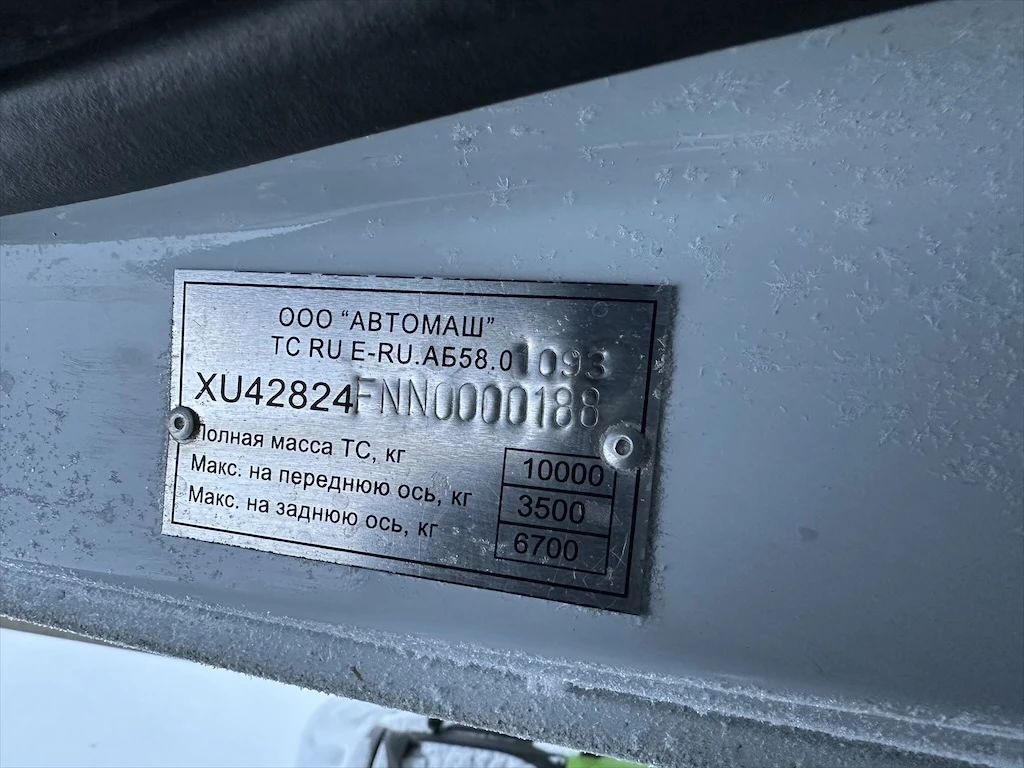 ООО “АВТОМАШ”
ТС RU E-RU.АБ58.01093
XU42824FNN0000188
Полная масса ТС, кг 10000
Макс. на переднюю ось, кг 3500
Макс. на заднюю ось, кг 6700